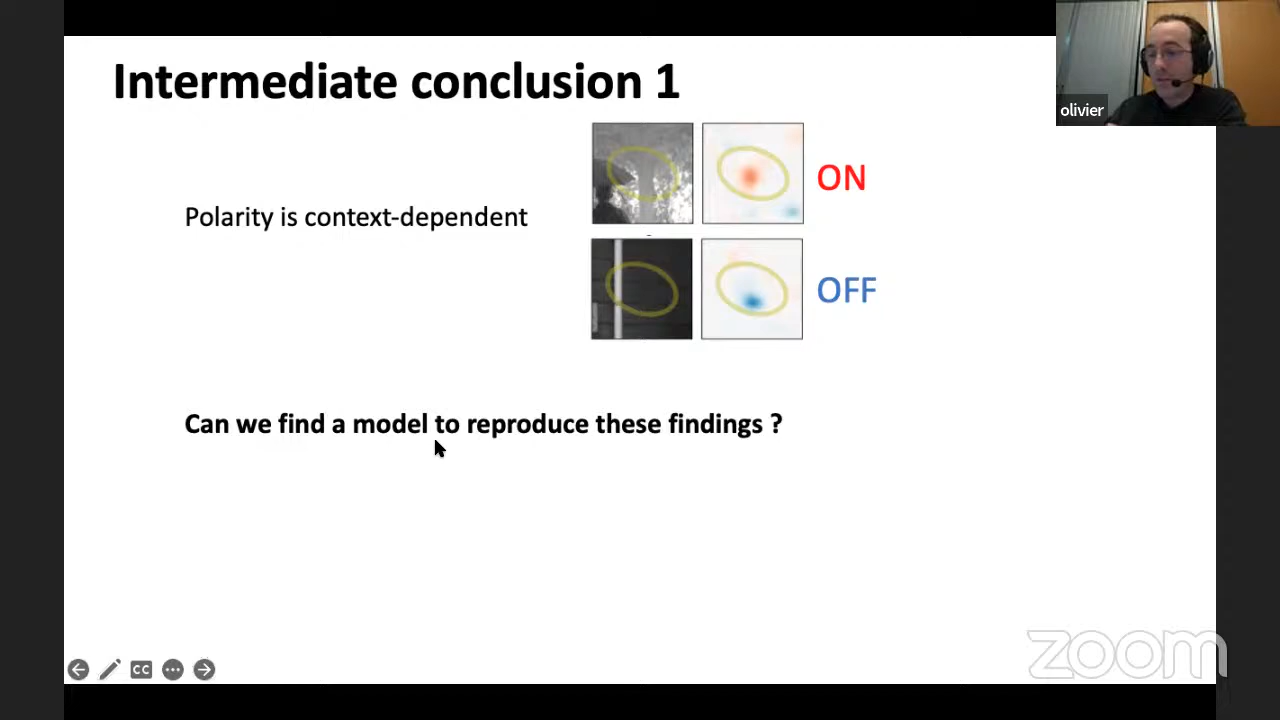 Intermediate conclusion 1
olivier
ON
Polarity is context-dependent
OFF
Can we find a model to reproduce these findings ?
CC
zoom